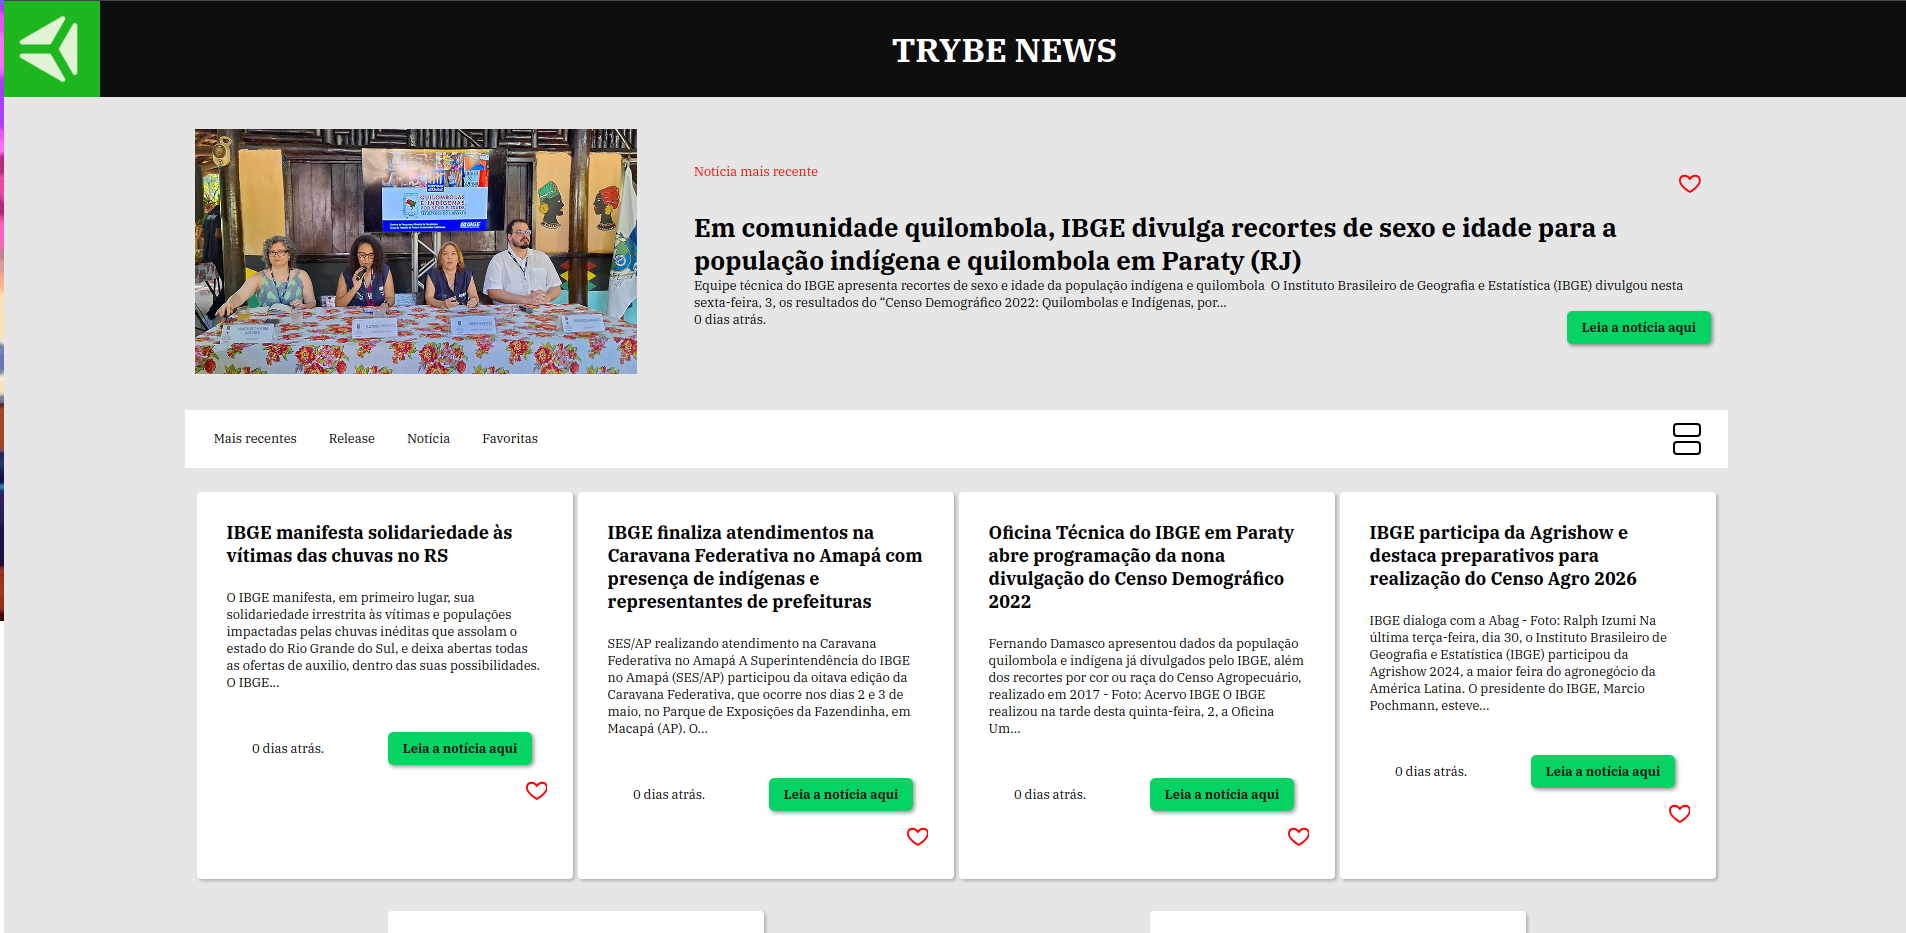 TRYBE NEWS
QUILOMBOLAS
E INDÍGENAS,
POR SEXO E IDADE,
IBGE
Notícia mais recente
Em comunidade quilombola, IBGE divulga recortes de sexo e idade para a
população indígena e quilombola em Paraty (RJ)
Equipe técnica do IBGE apresenta recortes de sexo e idade da população indígena e quilombola  O Instituto Brasileiro de Geografia e Estatística (IBGE) divulgou nesta
sexta-feira, 3, os resultados do “Censo Demográfico 2022: Quilombolas e Indígenas, por...
0 dias atrás.
Leia a notícia aqui
Mais recentes
Release
Notícia
Favoritas
IBGE manifesta solidariedade às
vítimas das chuvas no RS
O IBGE manifesta, em primeiro lugar, sua
solidariedade irrestrita às vítimas e populações
impactadas pelas chuvas inéditas que assolam o
estado do Rio Grande do Sul, e deixa abertas todas
as ofertas de auxilio, dentro das suas possibilidades.
O IBGE...
0 dias atrás.
Leia a notícia aqui
IBGE finaliza atendimentos na
Caravana Federativa no Amapá com
presença de indígenas e
representantes de prefeituras
SES/AP realizando atendimento na Caravana
Federativa no Amapá A Superintendência do IBGE
no Amapá (SES/AP) participou da oitava edição da
Caravana Federativa, que ocorre nos dias 2 e 3 de
maio, no Parque de Exposições da Fazendinha, em
Macapá (AP). O...
0 dias atrás.
Leia a notícia aqui
Oficina Técnica do IBGE em Paraty
abre programação da nona
divulgação do Censo Demográfico
2022
Fernando Damasco apresentou dados da população
quilombola e indígena já divulgados pelo IBGE, além
dos recortes por cor ou raça do Censo Agropecuário,
realizado em 2017 - Foto: Acervo IBGE O IBGE
realizou na tarde desta quinta-feira, 2, a Oficina
Um...
0 dias atrás.
Leia a notícia aqui
IBGE participa da Agrishow e
destaca preparativos para
realização do Censo Agro 2026
IBGE dialoga com a Abag - Foto: Ralph Izumi Na
última terça-feira, dia 30, o Instituto Brasileiro de
Geografia e Estatística (IBGE) participou da
Agrishow 2024, a maior feira do agronegócio da
América Latina. O presidente do IBGE, Marcio
Pochmann, esteve...
0 dias atrás.
Leia a notícia aqui